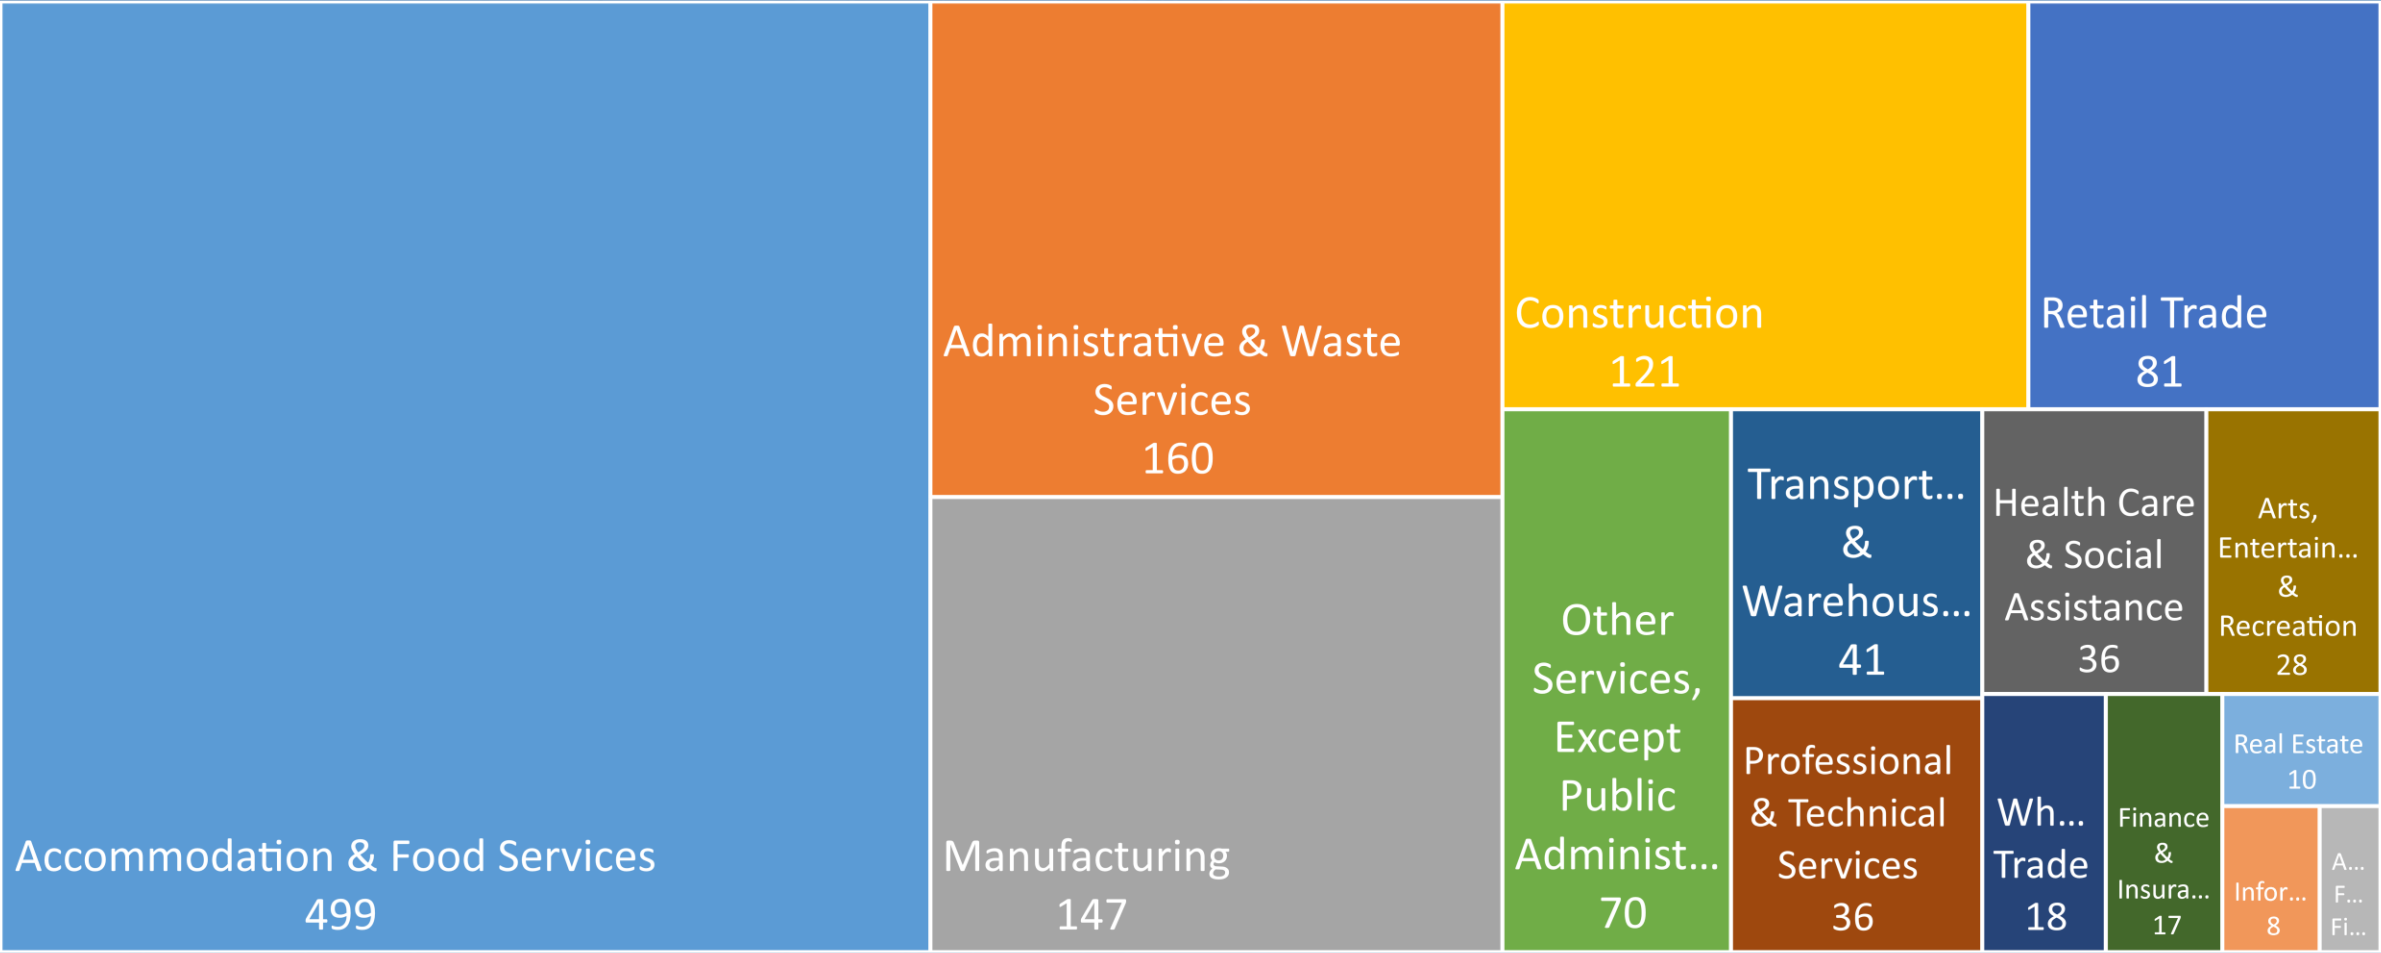 Accommodation & Food Services
499
Administrative & Waste
Services
160
Manufacturing
147
Construction
121
Retail Trade
81
Other
Services,
Except
Public
Administ...
70
Transport...
&
Warehous...
41
Professional
& Technical
Services
36
Health Care
& Social
Assistance
36
Arts,
Entertain...
&
Recreation
28
Wh...
Trade
18
Finance
&
Insura...
17
Real Estate
10
Infor...
8
A...
F...
Fi...